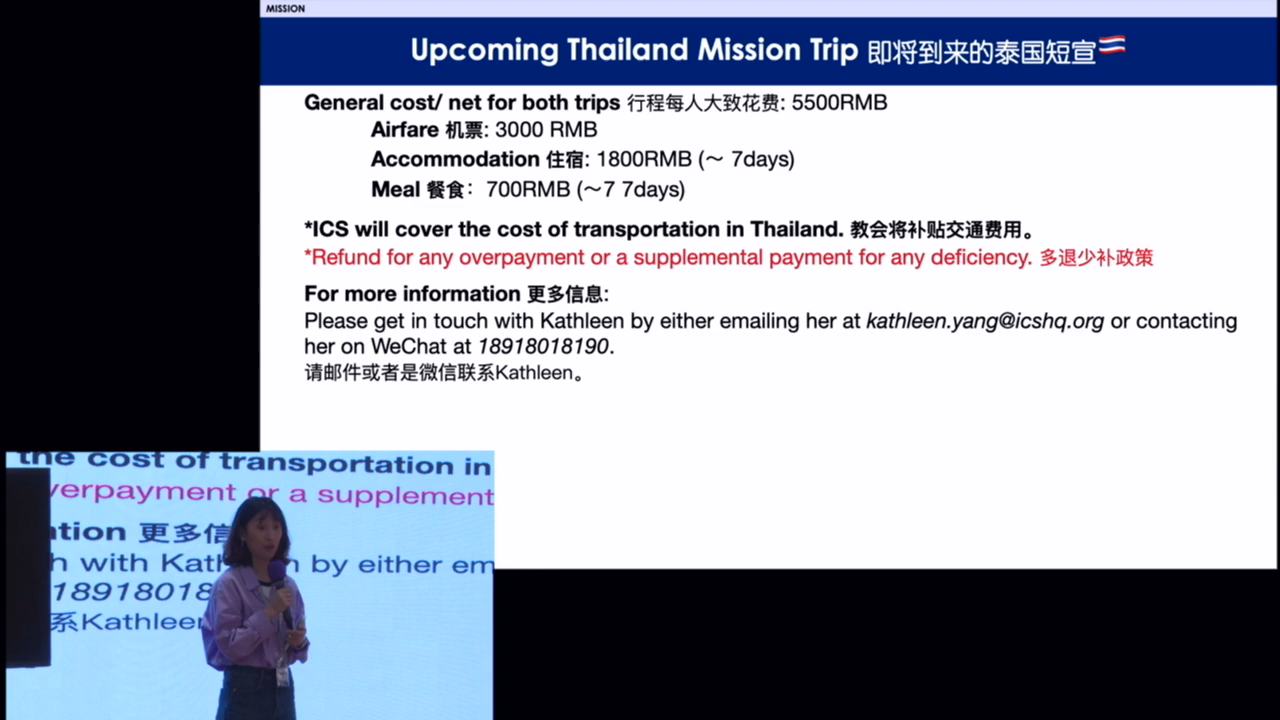 MISSION
Upcoming Thailand Mission Trip 即将到来的泰国短宣
General cost/ net for both trips 行程每人大致花费: 5500RMB
Airfare 机票: 3000 RMB
Accommodation 住宿: 1800RMB (～ 7days)
Meal 餐食： 700RMB (～7 7days)
*ICS will cover the cost of transportation in Thailand. 教会将补贴交通费用。
*Refund for any overpayment or a supplemental payment for any deficiency. 多退少补政策
For more information 更多信息:
Please get in touch with Kathleen by either emailing her at kathleen.yang@icshq.org or contacting
her on WeChat at 18918018190.
请邮件或者是微信联系Kathleen。
the cost of transportation in
verpayment or a supplement
ation 更多信
h with Kath n by either em
18918018
系Kathleen